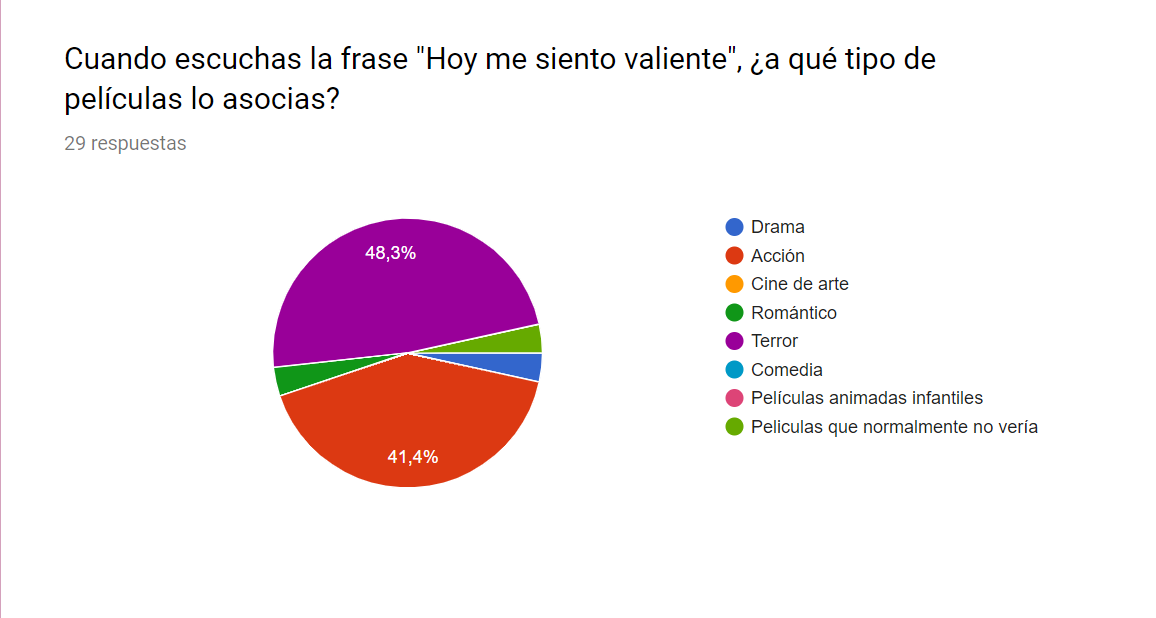 Cuando escuchas la frase "Hoy me siento valiente", ¿a qué tipo de
películas lo asocias?
29 respuestas
48,3%
41,4%
Drama
Acción
Cine de arte
Romántico
Terror
Comedia
Películas animadas infantiles
Peliculas que normalmente no vería